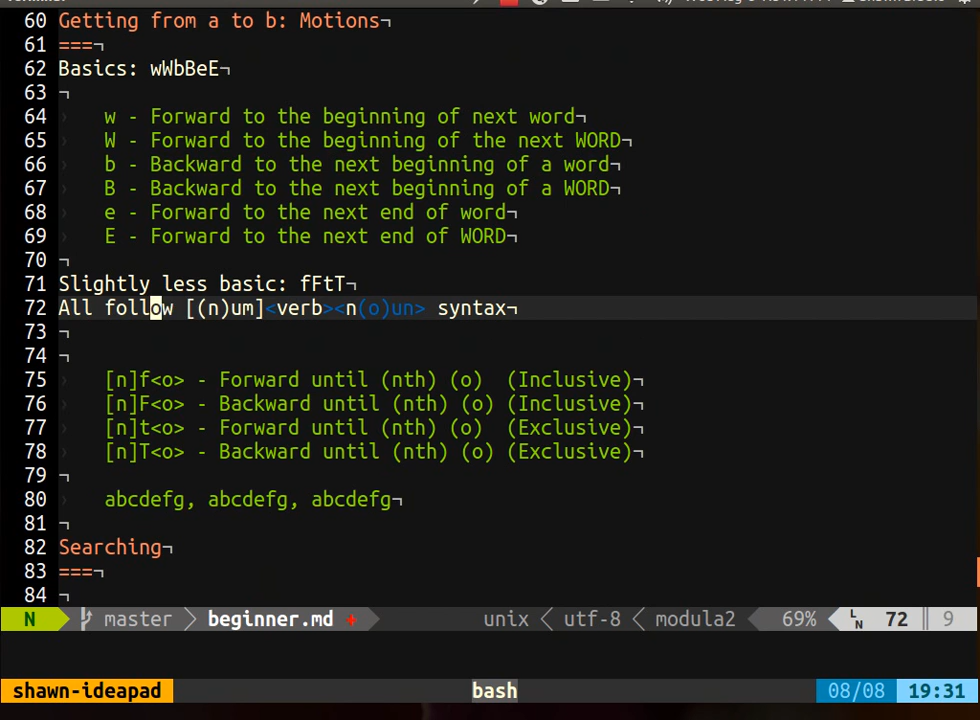 60 Getting from a to b: Motions¬
61 ===¬
62 Basics: wWbBeE¬
63 ¬
64 › w - Forward to the beginning of next word¬
65 › W - Forward to the beginning of the next WORD¬
66 › b - Backward to the next beginning of a word¬
67 › B - Backward to the next beginning of a WORD¬
68 › e - Forward to the next end of word¬
69 › E - Forward to the next end of WORD¬
70 ¬
71 Slightly less basic: fFtT¬
72 All follow [(n)um]<verb><n(o)un> syntax¬
73 ¬
74 ¬
75 › [n]f<o> - Forward until (nth) (o)  (Inclusive)¬
76 › [n]F<o> - Backward until (nth) (o) (Inclusive)¬
77 › [n]t<o> - Forward until (nth) (o)  (Exclusive)¬
78 › [n]T<o> - Backward until (nth) (o) (Exclusive)¬
79 ¬
80 › abcdefg, abcdefg, abcdefg¬
81 ¬
82 Searching¬
83 ===¬
84 ¬
N master beginner.md + unix utf-8 modula2 69% LN 72 9
shawn-ideapad bash 08/08 19:31